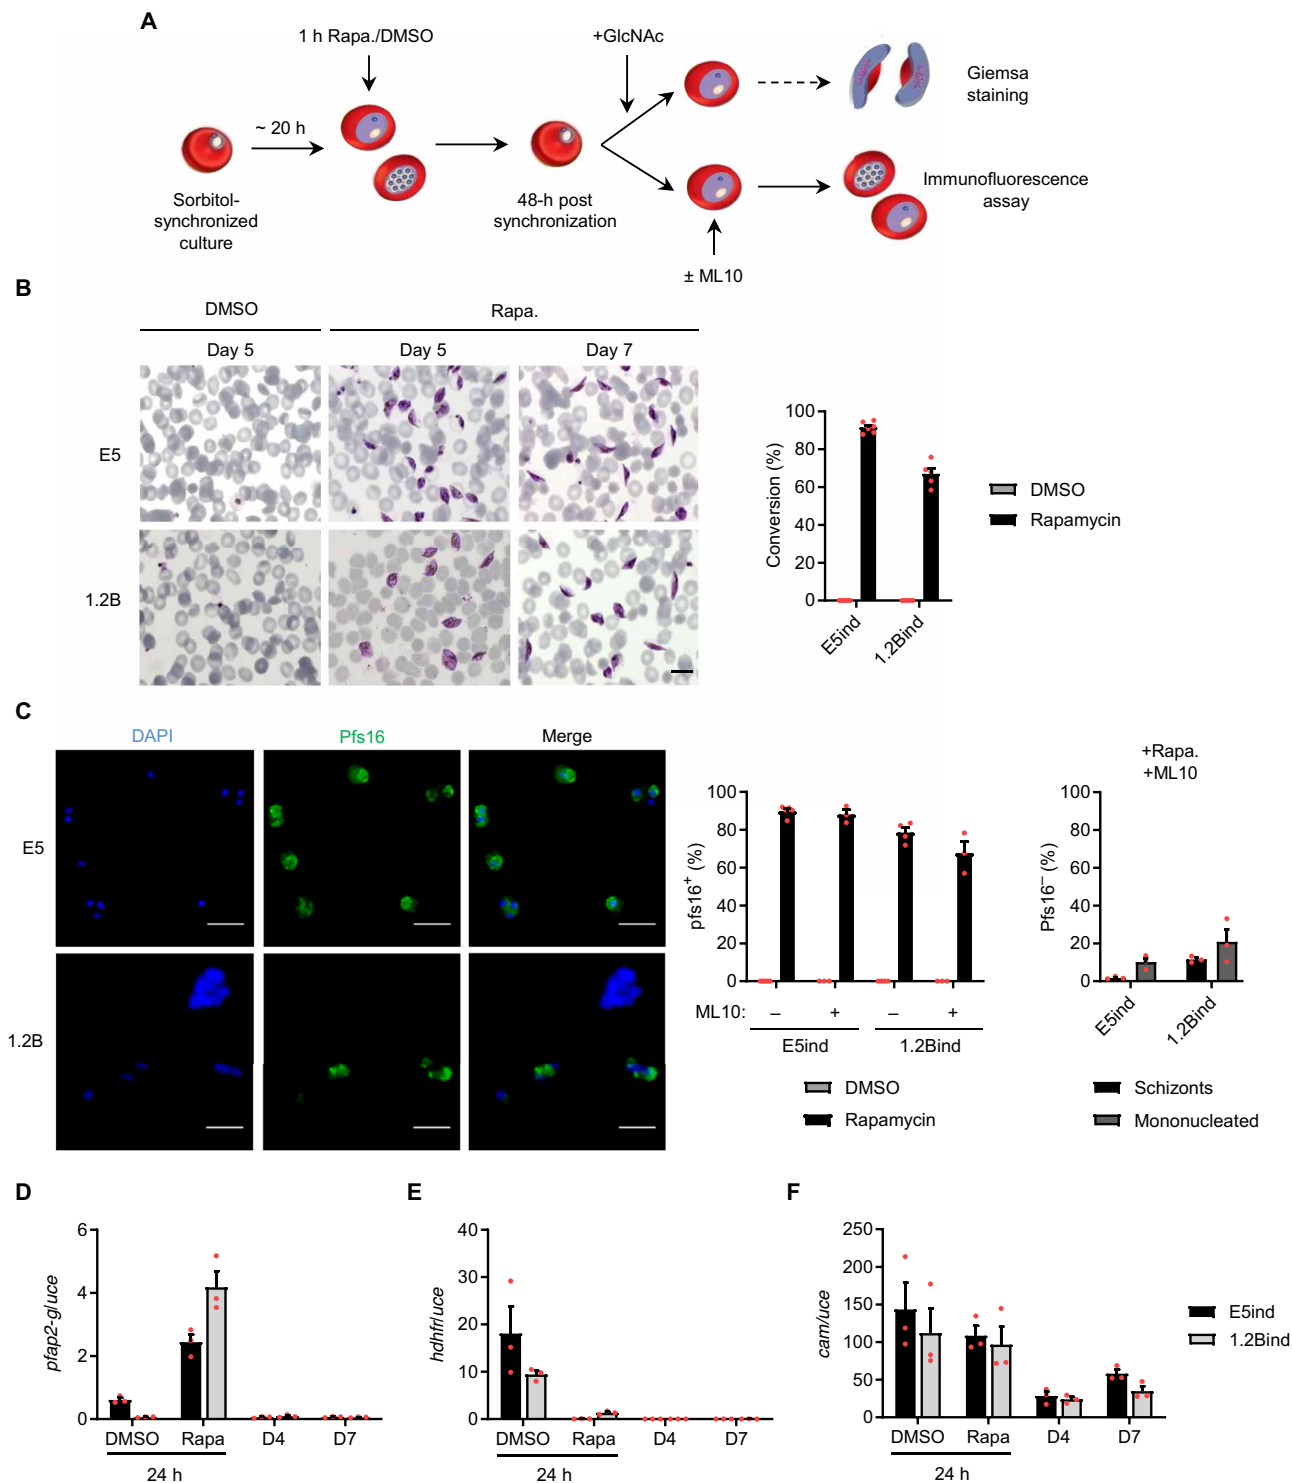 A
1 h Rapa./DMSO
+GlcNAc
~ 20 h
Giemsa
staining
Sorbitol-
synchronized
culture
48-h post
synchronization
Immunofluorescence
assay
± ML10
B
DMSO
Rapa.
Day 5
Day 5
Day 7
E5
1.2B
Conversion (%)
100
80
60
40
20
0
E5ind
1.2Bind
DMSO
Rapamycin
C
DAPI
Pfs16
Merge
E5
1.2B
pfs16+ (%)
100
80
60
40
20
0
ML10:
–
+
–
+
E5ind
1.2Bind
DMSO
Rapamycin
+Rapa.
+ML10
Pfs16– (%)
100
80
60
40
20
0
E5ind
1.2Bind
Schizonts
Mononucleated
D
pfap2-g/uce
6
4
2
0
DMSO
Rapa
D4
D7
24 h
E
hdhfr/uce
40
30
20
10
0
DMSO
Rapa
D4
D7
24 h
F
cam/uce
250
200
150
100
50
0
DMSO
Rapa
D4
D7
24 h
E5ind
1.2Bind